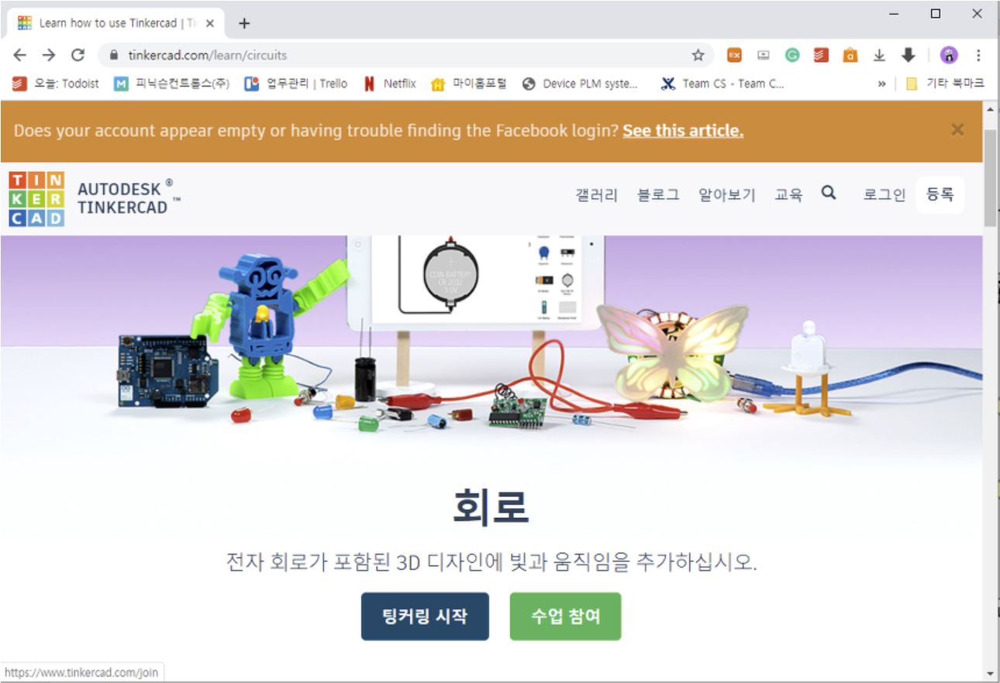 Learn how to use Tinkercad | Ti
tinkercad.com/learn/circuits
오늘: Todoist 피닉슨컨트롤스(주) 업무관리 | Trello Netflix 마이홈포털 Device PLM syste... Team CS - Team C... » 기타 북마크
Does your account appear empty or having trouble finding the Facebook login? See this article.
TIN
KER
CAD
AUTODESK ®
TINKERCAD ™
갤러리 블로그 알아보기 교육 로그인 등록
COIN BATTERY
CR 2032
3.0V
회로
전자 회로가 포함된 3D 디자인에 빛과 움직임을 추가하십시오.
팅커링 시작 수업 참여
https://www.tinkercad.com/join